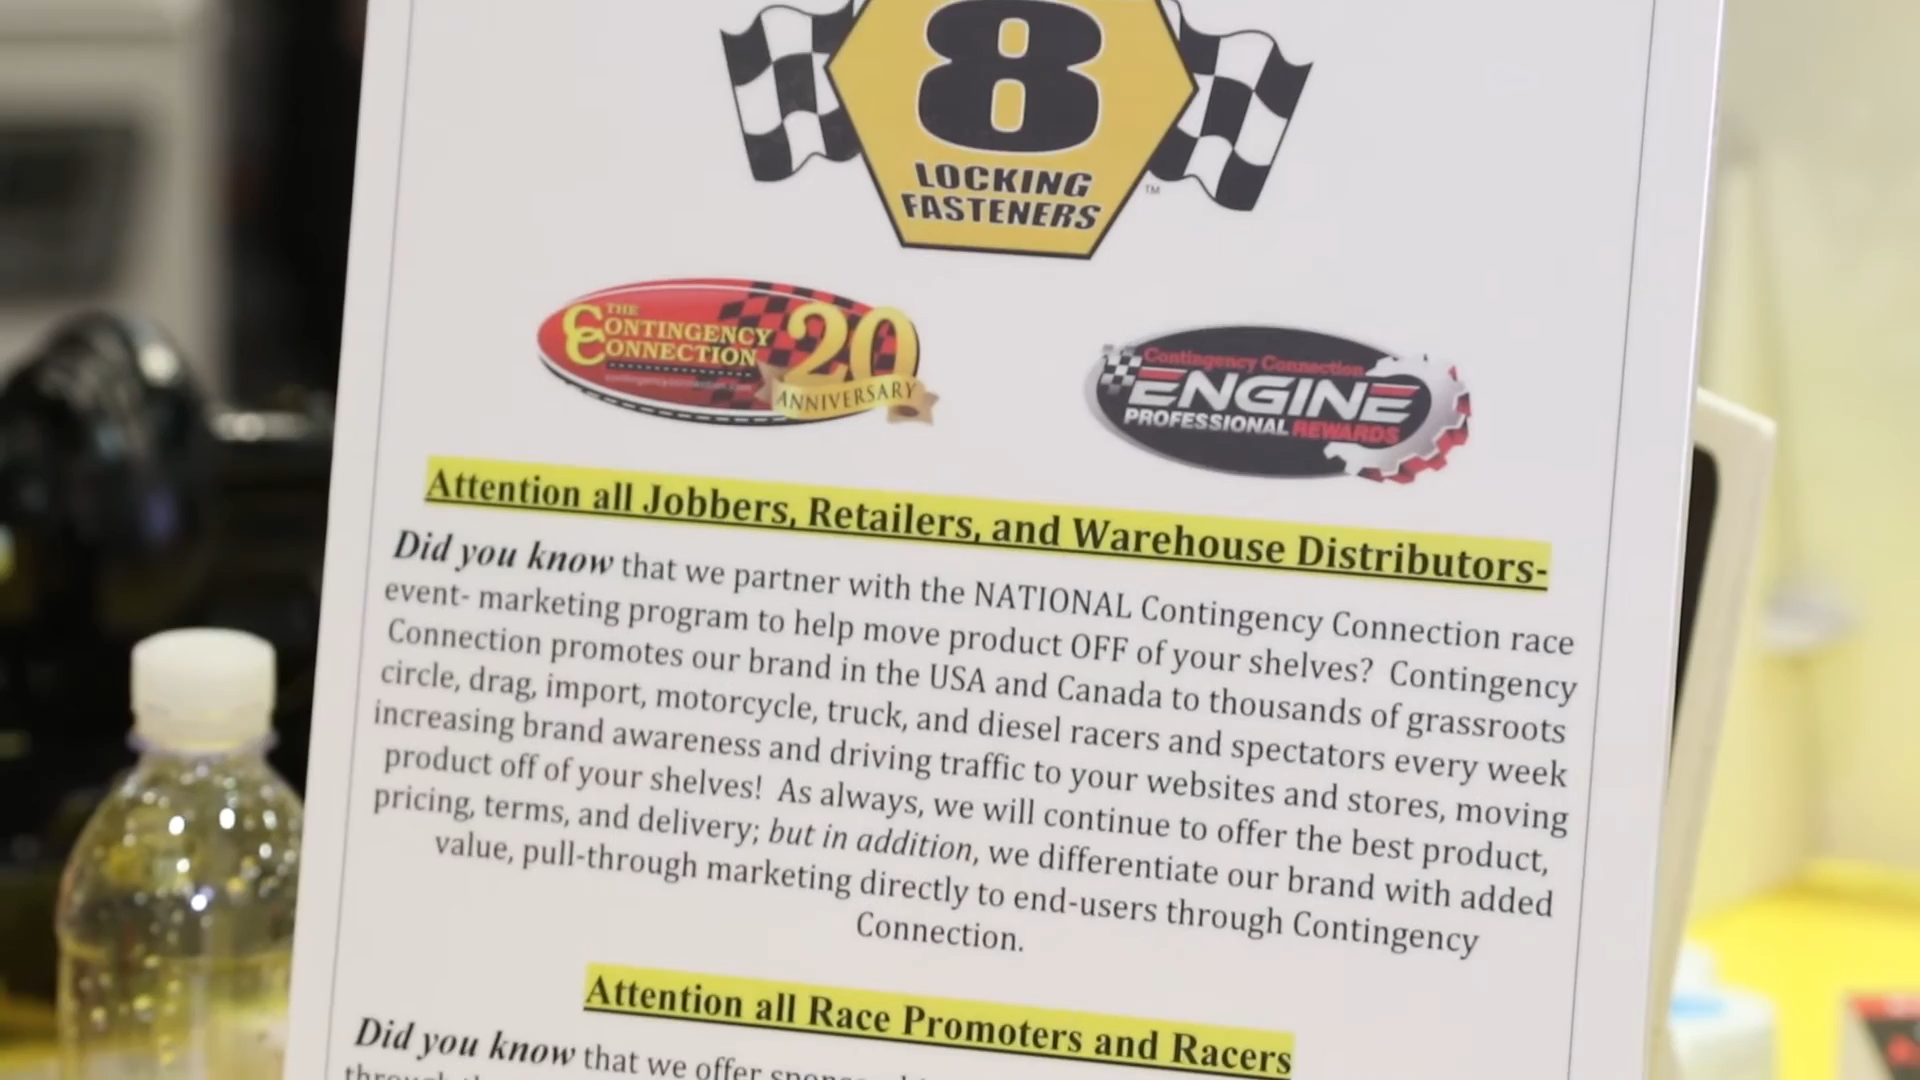 8
LOCKING
FASTENERS
TM
THE
CONTINGENCY
CONNECTION
20
ANNIVERSARY
Contingency Connection
ENGINE
PROFESSIONAL REWARDS
Attention all Jobbers, Retailers, and Warehouse Distributors-
Did you know that we partner with the NATIONAL Contingency Connection race
event- marketing program to help move product OFF of your shelves? Contingency
Connection promotes our brand in the USA and Canada to thousands of grassroots
circle, drag, import, motorcycle, truck, and diesel racers and spectators every week
increasing brand awareness and driving traffic to your websites and stores, moving
product off of your shelves! As always, we will continue to offer the best product,
pricing, terms, and delivery; but in addition, we differentiate our brand with added
value, pull-through marketing directly to end-users through Contingency
Connection.
Attention all Race Promoters and Racers
Did you know that we offer
through